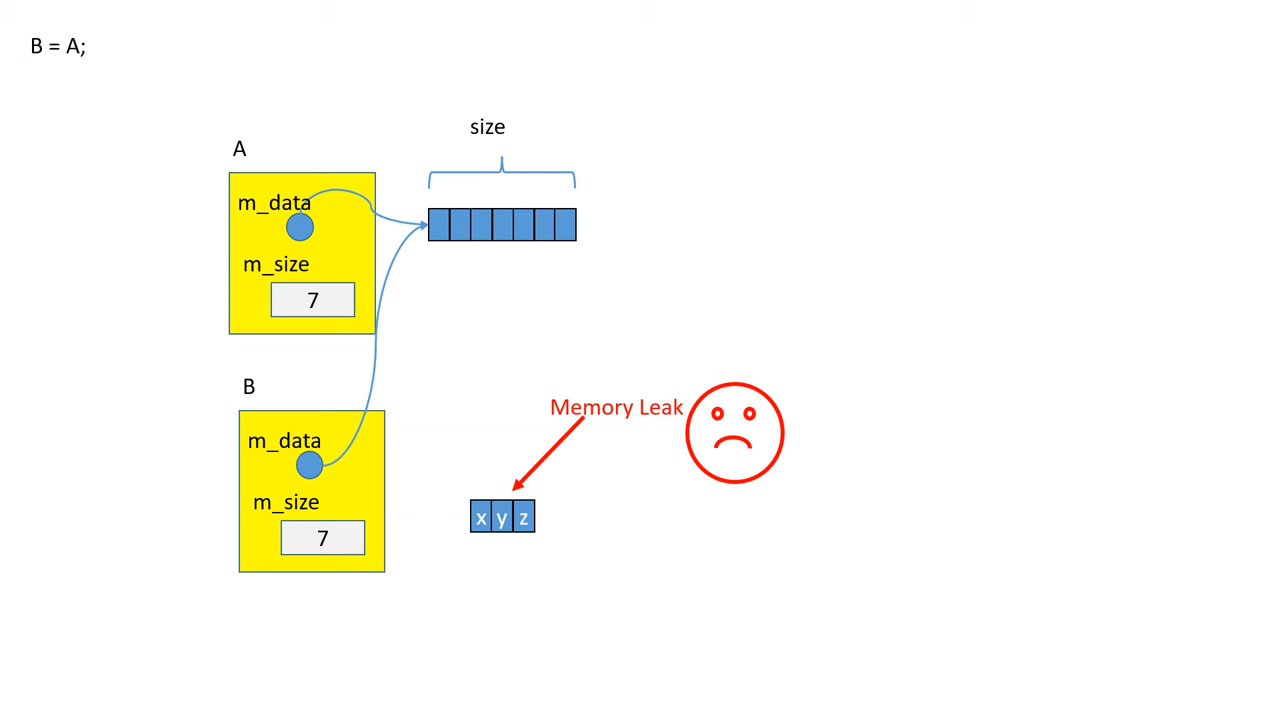 B = A;
size
A
m_data
m_size
7
B
m_data
m_size
7
Memory Leak
x y z